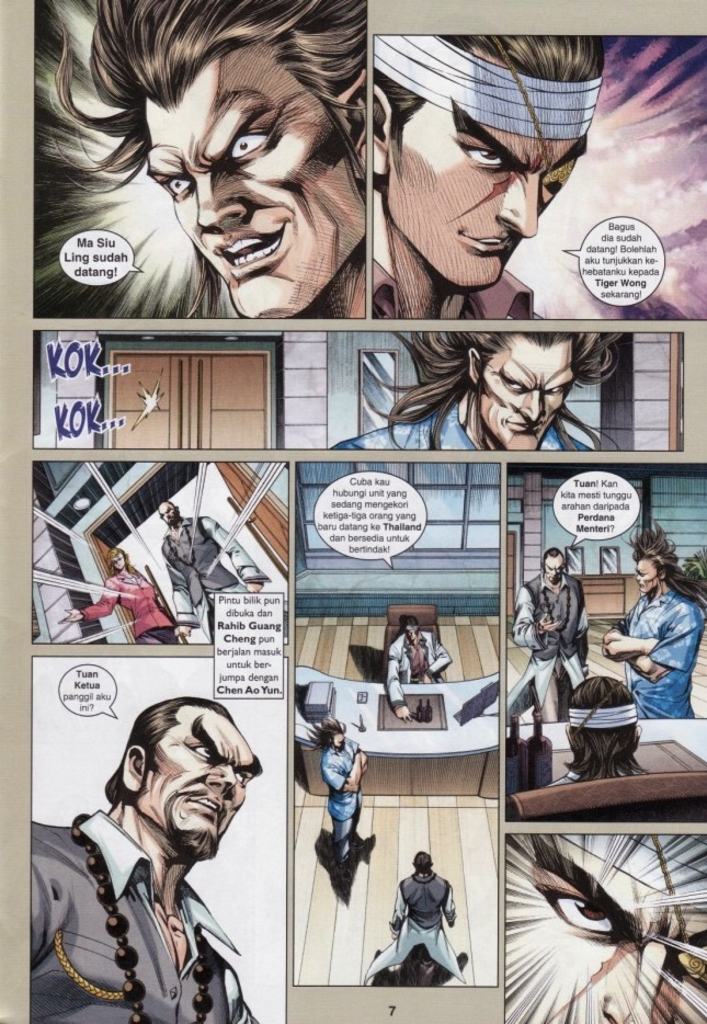 Ma Siu
Ling sudah
datang!
Bagus
dia sudah
datang! Bolehlah
aku tunjukkan ke-
hebatanku kepada
Tiger Wong
sekarang!
KOK...
KOK...
Pintu bilik pun
dibuka dan
Rahib Guang
Cheng pun
berjalan masuk
untuk ber-
jumpa dengan
Chen Ao Yun.
Tuan
Ketua
panggil aku
ini?
Cuba kau
hubungi unit yang
sedang mengekori
ketiga-tiga orang yang
baru datang ke Thailand
dan bersedia untuk
bertindak!
Tuan! Kan
kita mesti tunggu
arahan daripada
Perdana
Menteri?
7